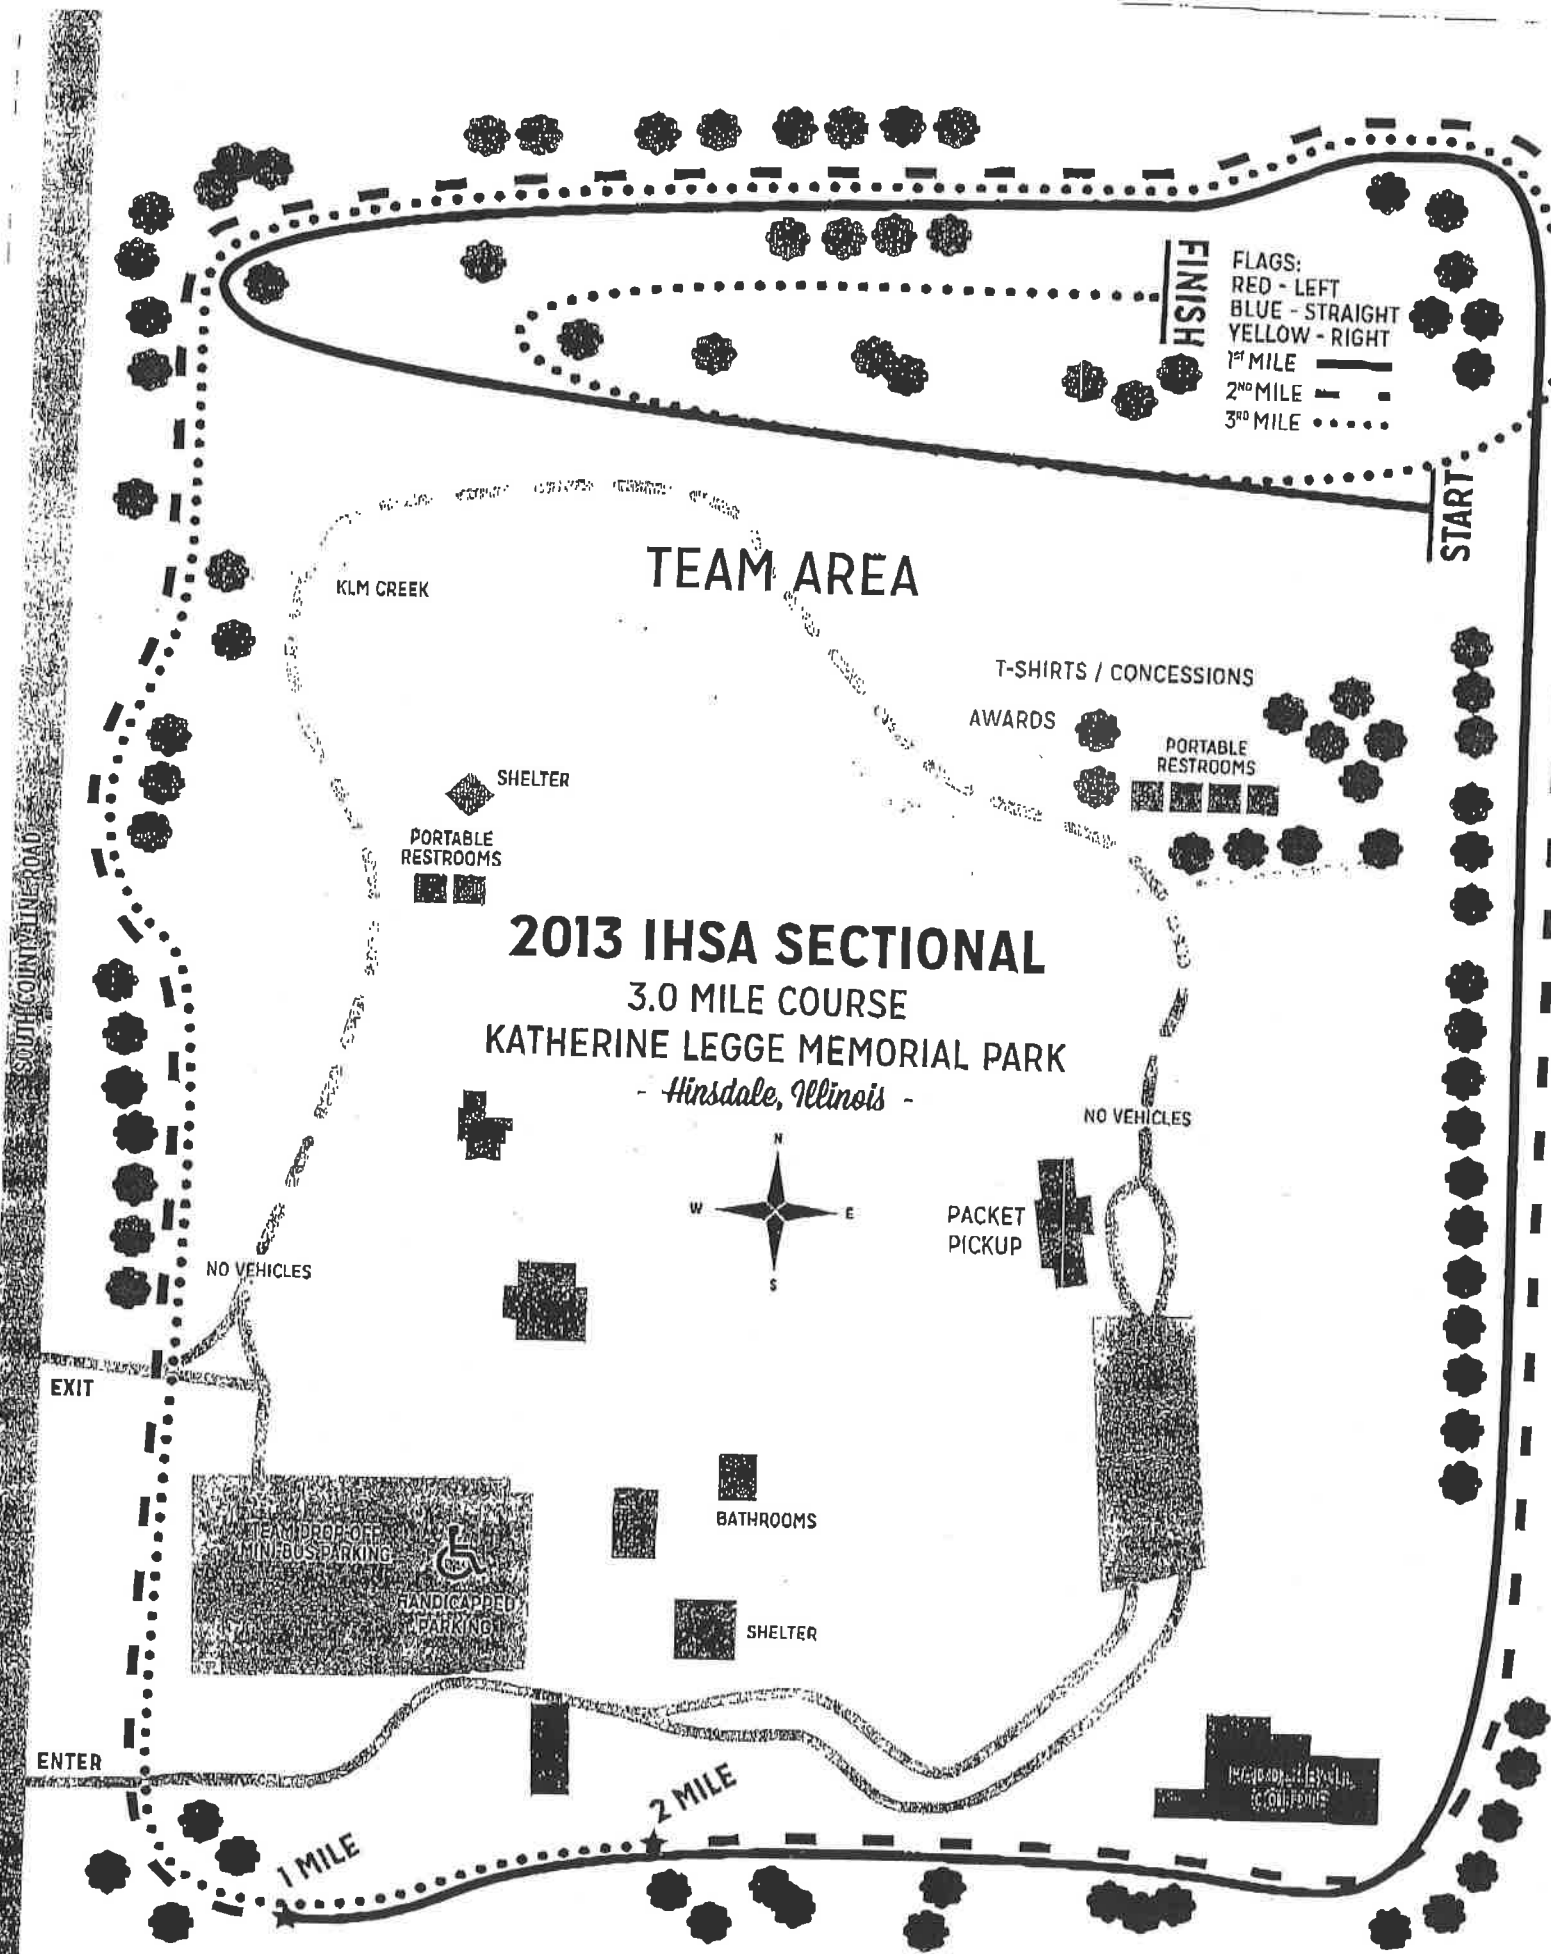 FINISH
FLAGS:
RED - LEFT
BLUE - STRAIGHT
YELLOW - RIGHT
1ST MILE
2ND MILE
3RD MILE
START
TEAM AREA
KLM CREEK
T-SHIRTS / CONCESSIONS
AWARDS
PORTABLE
RESTROOMS
SHELTER
PORTABLE
RESTROOMS
SOUTH COUNTY LINE ROAD
2013 IHSA SECTIONAL
3.0 MILE COURSE
KATHERINE LEGGE MEMORIAL PARK
- Hinsdale, Illinois -
N
W
E
S
NO VEHICLES
PACKET
PICKUP
NO VEHICLES
EXIT
BATHROOMS
TEAM DROP-OFF
MINI BUS PARKING
HANDICAPPED
PARKING
SHELTER
ENTER
2 MILE
1 MILE